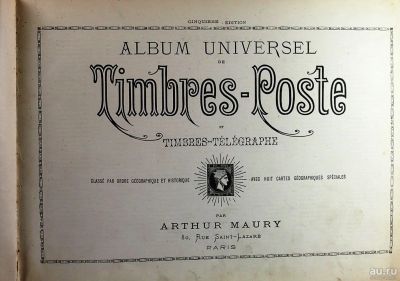 CINQUIÈME ÉDITION
ALBUM UNIVERSEL
DE
Timbres-Poste
ET
TIMBRES-TÉLÉGRAPHE
CLASSÉ PAR ORDRE GÉOGRAPHIQUE ET HISTORIQUE
AVEC HUIT CARTES GÉOGRAPHIQUES SPÉCIALES
PAR
ARTHUR MAURY
80, RUE SAINT-LAZARE
PARIS
au.ru